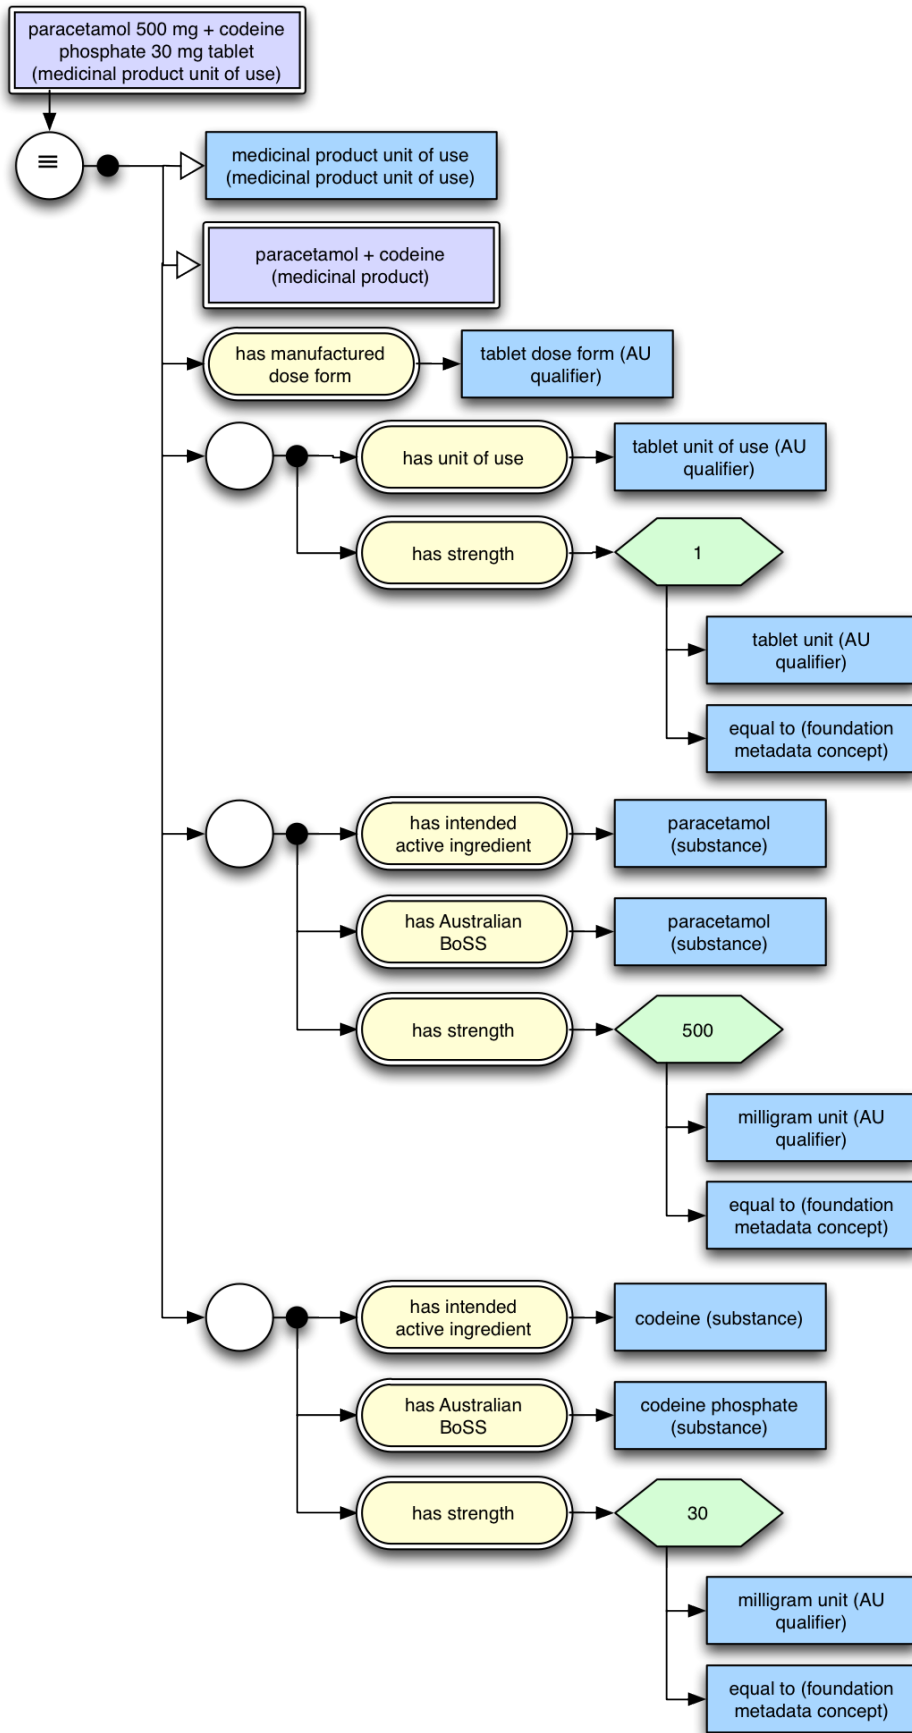 paracetamol 500 mg + codeine
phosphate 30 mg tablet
(medicinal product unit of use)
≡
medicinal product unit of use
(medicinal product unit of use)
paracetamol + codeine
(medicinal product)
has manufactured
dose form
tablet dose form (AU
qualifier)
has unit of use
tablet unit of use (AU
qualifier)
has strength
1
tablet unit (AU
qualifier)
equal to (foundation
metadata concept)
has intended
active ingredient
paracetamol
(substance)
has Australian
BoSS
paracetamol
(substance)
has strength
500
milligram unit (AU
qualifier)
equal to (foundation
metadata concept)
has intended
active ingredient
codeine (substance)
has Australian
BoSS
codeine phosphate
(substance)
has strength
30
milligram unit (AU
qualifier)
equal to (foundation
metadata concept)